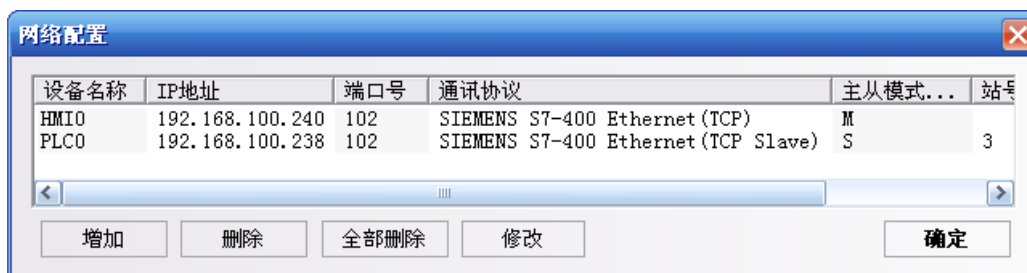 网络配置
设备名称 IP地址 端口号 通讯协议 主从模式... 站号
HMI0 192.168.100.240 102 SIEMENS S7-400 Ethernet(TCP) M
PLC0 192.168.100.238 102 SIEMENS S7-400 Ethernet(TCP Slave) S 3
增加 删除 全部删除 修改 确定